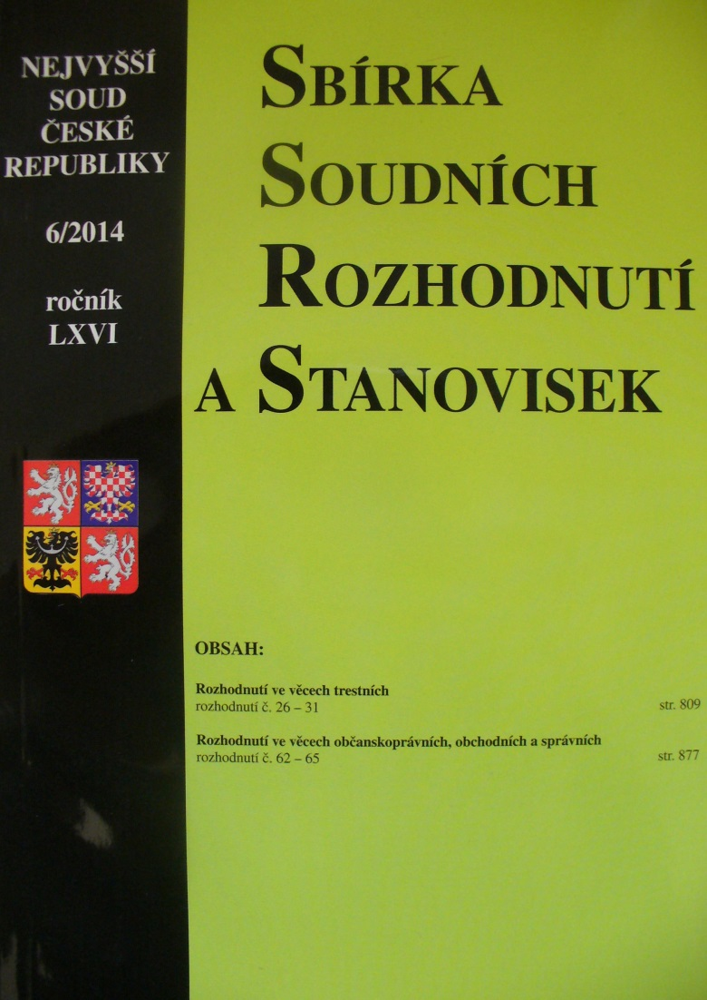 NEJVYŠŠÍ
SOUD
ČESKÉ
REPUBLIKY
6/2014
ročník
LXVI
SBÍRKA
SOUDNÍCH
ROZHODNUTÍ
A STANOVISEK
OBSAH:
Rozhodnutí ve věcech trestních
rozhodnutí č. 26 – 31 str. 809
Rozhodnutí ve věcech občanskoprávních, obchodních a správních
rozhodnutí č. 62 – 65 str. 877